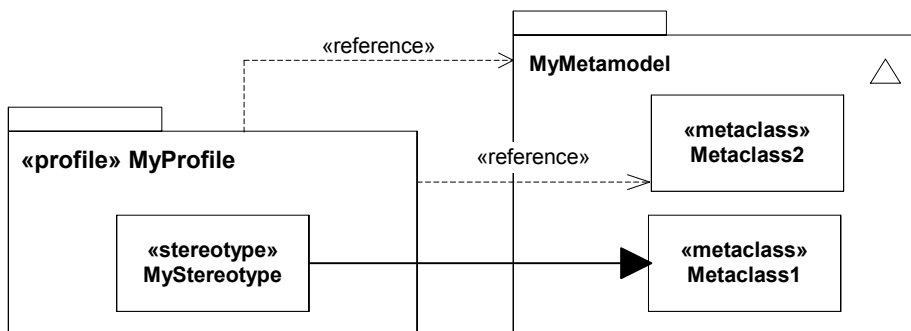 «reference»
MyMetamodel
«profile» MyProfile
«reference»
«metaclass»
Metaclass2
«stereotype»
MyStereotype
«metaclass»
Metaclass1